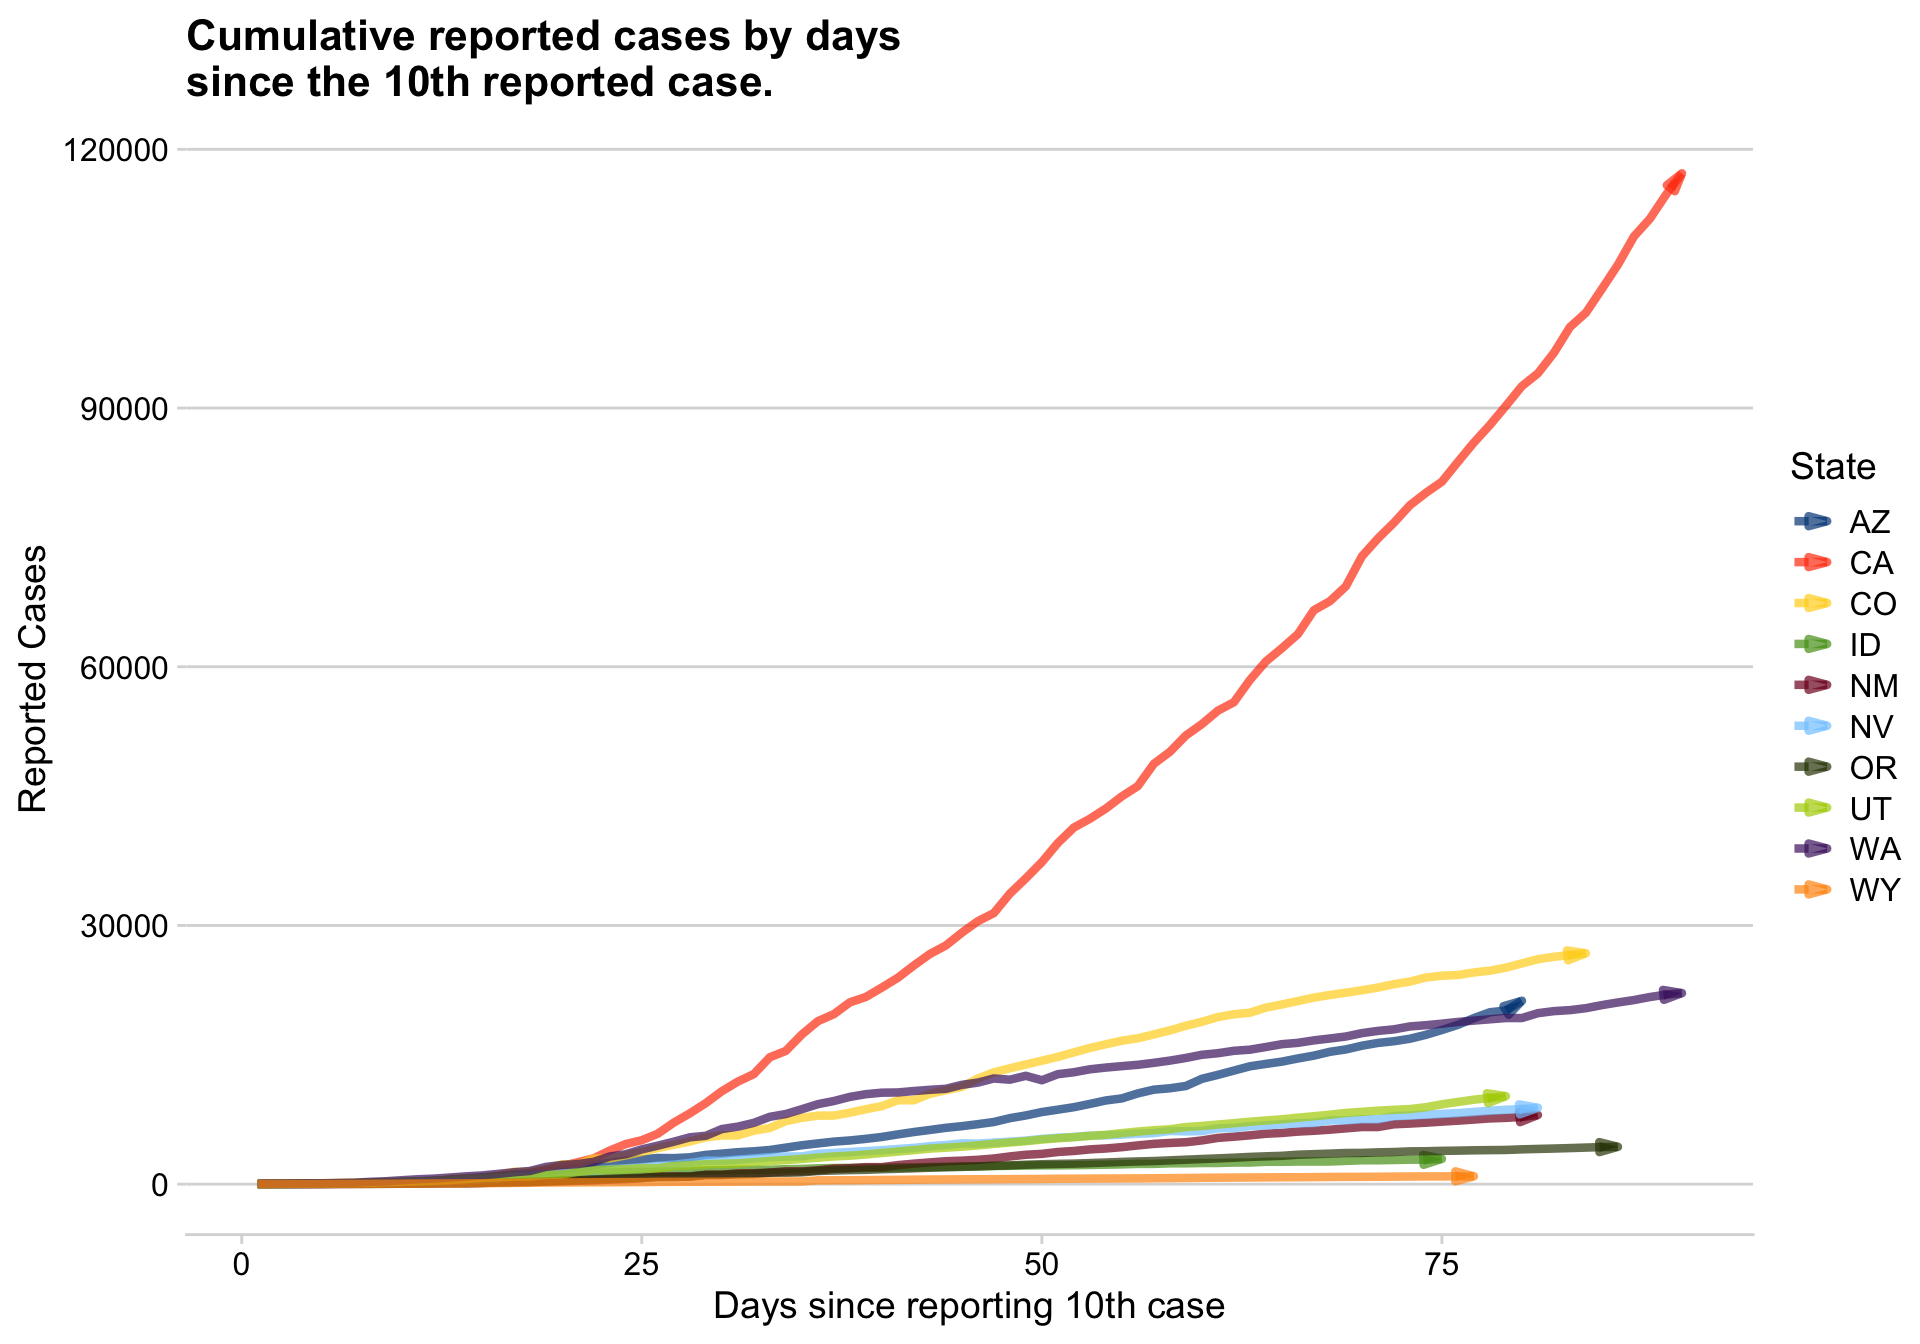 Cumulative reported cases by days
since the 10th reported case.
120000
90000
60000
30000
0
Reported Cases
0 25 50 75
Days since reporting 10th case
State
AZ
CA
CO
ID
NM
NV
OR
UT
WA
WY